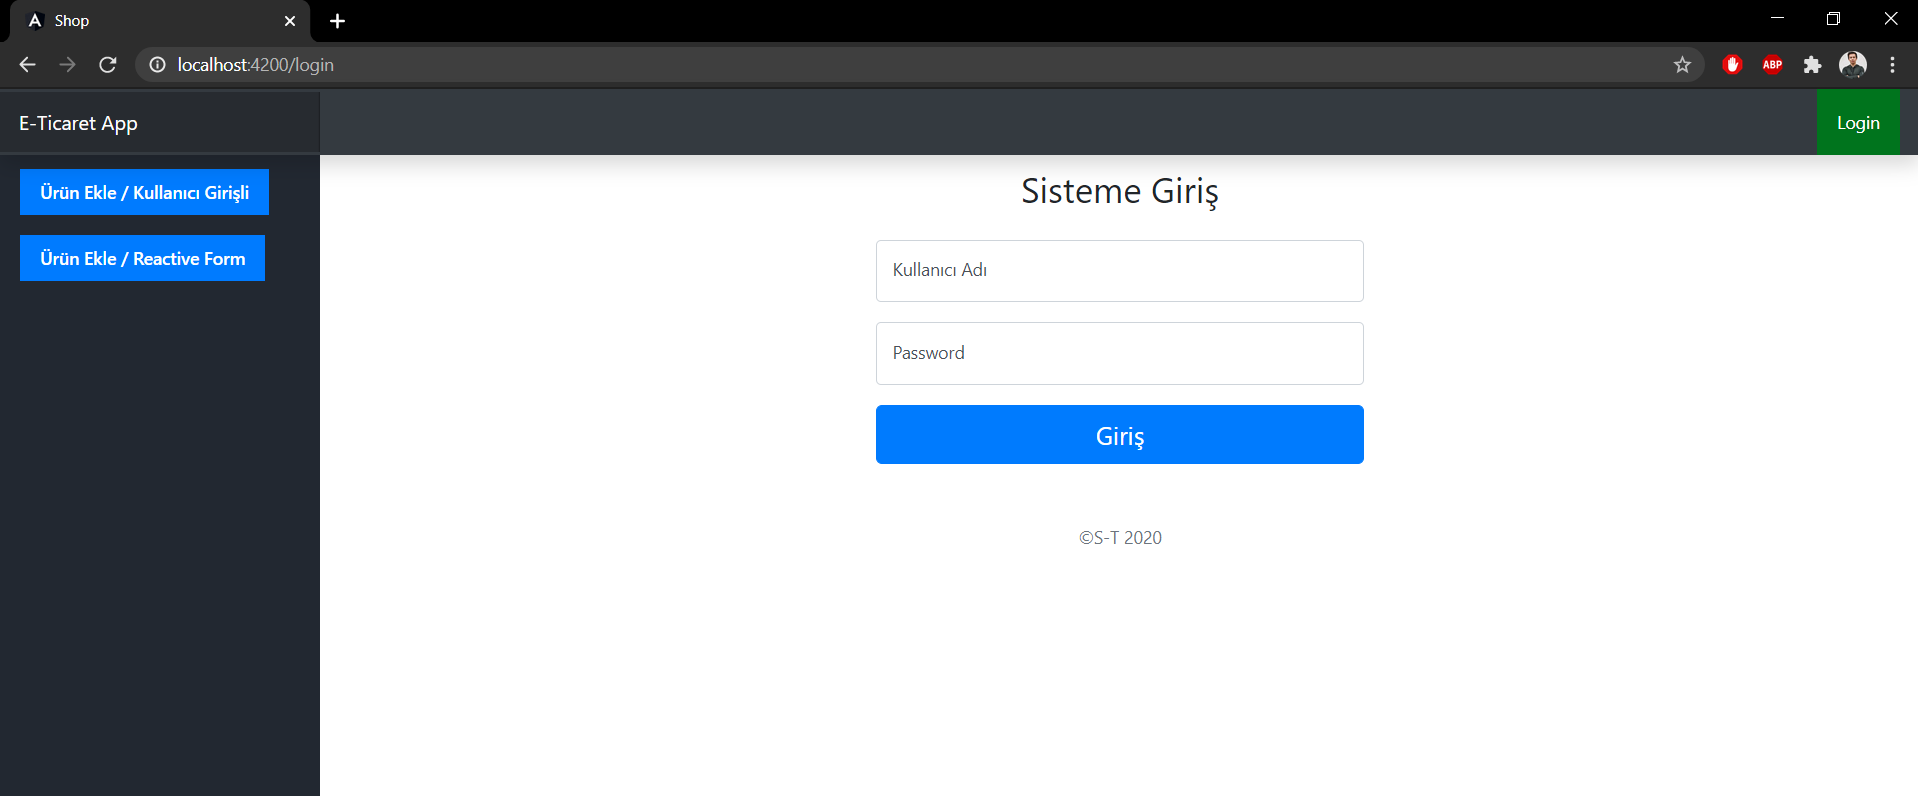 Shop
localhost:4200/login
ABP
E-Ticaret App
Login
Ürün Ekle / Kullanıcı Girişli
Ürün Ekle / Reactive Form
Sisteme Giriş
Kullanıcı Adı
Password
Giriş
©S-T 2020